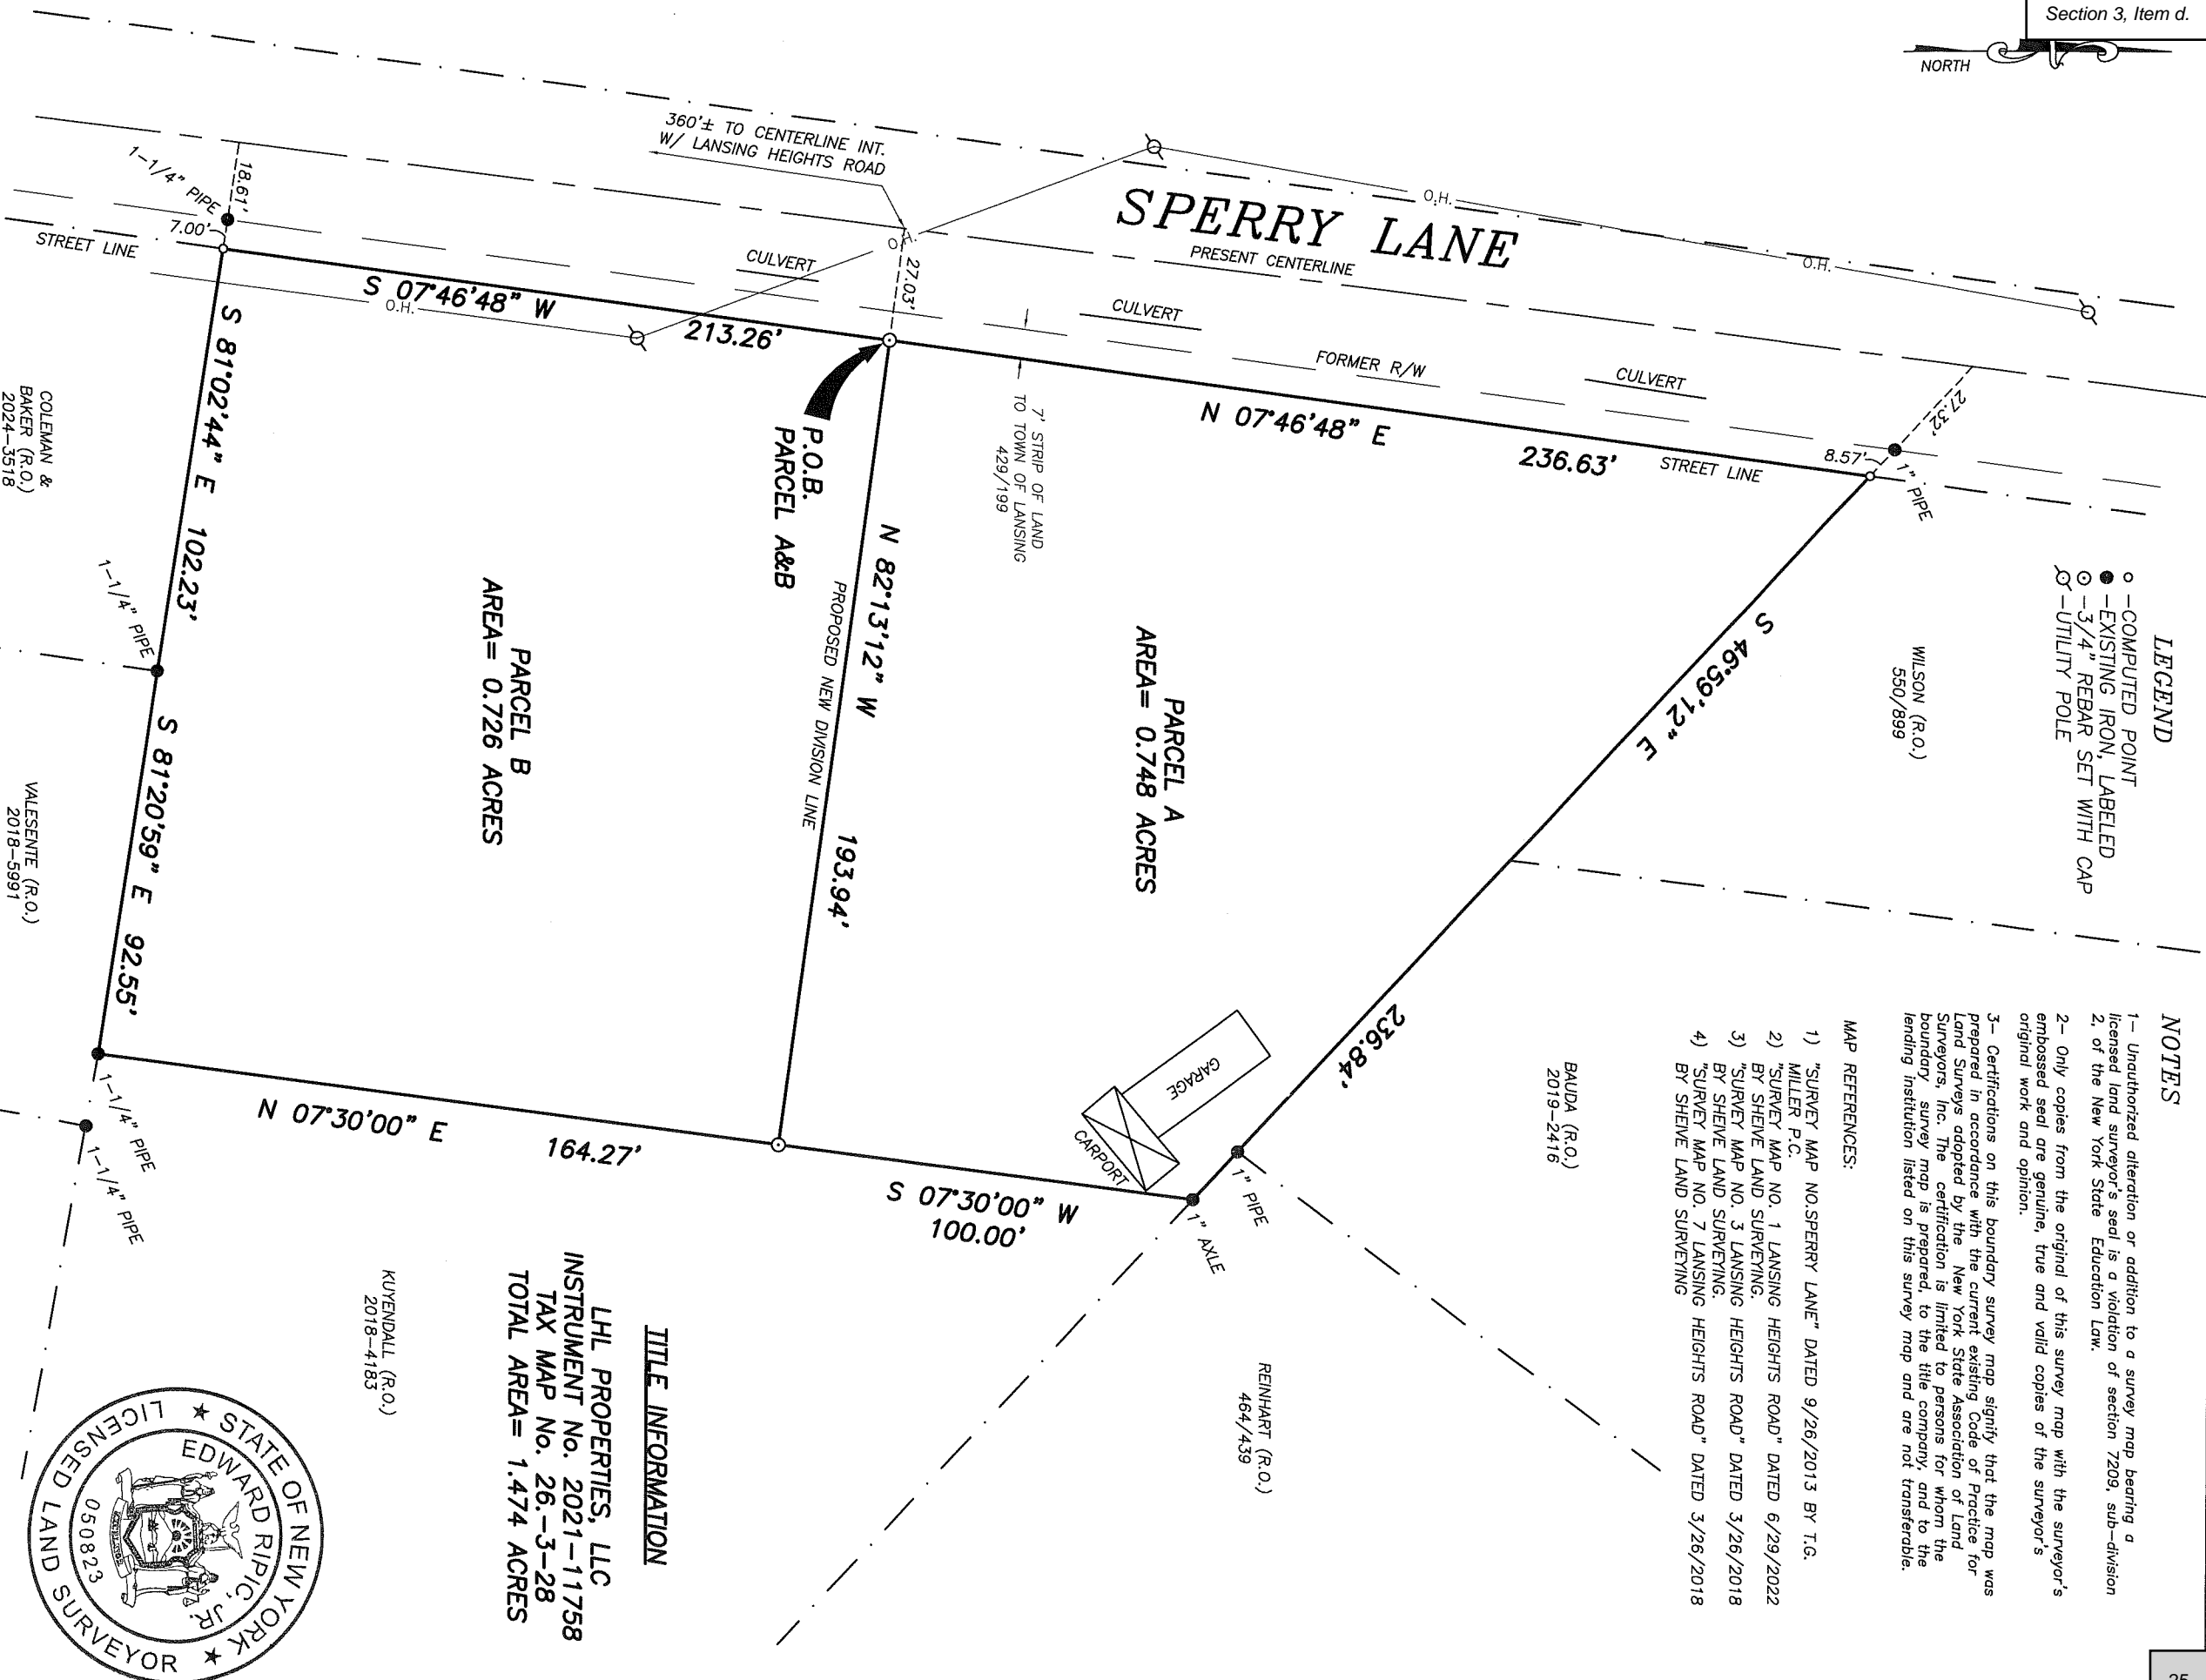 Section 3, Item d.
NORTH
SPERRY LANE
PRESENT CENTERLINE
360'± TO CENTERLINE INT.
W/ LANSING HEIGHTS ROAD
O.H.
O.H.
O.H.
O.H.
18.61'
1-1/4" PIPE
7.00'
STREET LINE
CULVERT
27.03'
CULVERT
FORMER R/W
CULVERT
27.32'
8.57'
1" PIPE
S 07°46'48" W
213.26'
N 07°46'48" E
236.63'
STREET LINE
7' STRIP OF LAND
TO TOWN OF LANSING
429/199
P.O.B.
PARCEL A&B
S 81°02'44" E 102.23'
1-1/4" PIPE
S 81°20'59" E 92.55'
COLEMAN &
BAKER (R.O.)
2024-3518
VALESENTE (R.O.)
2018-5991
PARCEL B
AREA= 0.726 ACRES
N 82°13'12" W 193.94'
PROPOSED NEW DIVISION LINE
PARCEL A
AREA= 0.748 ACRES
S 46°59'12" E
236.84'
WILSON (R.O.)
550/899
BAUDA (R.O.)
2019-2416
GARAGE
CARPORT
1" PIPE
1" AXLE
N 07°30'00" E
164.27'
S 07°30'00" W
100.00'
1-1/4" PIPE
1-1/4" PIPE
KUYENDALL (R.O.)
2018-4183
REINHART (R.O.)
464/439
LEGEND
-COMPUTED POINT
-EXISTING IRON, LABELED
-3/4" REBAR SET WITH CAP
-UTILITY POLE
NOTES
1- Unauthorized alteration or addition to a survey map bearing a
licensed land surveyor's seal is a violation of section 7209, sub-division
2, of the New York State Education Law.
2- Only copies from the original of this survey map with the surveyor's
embossed seal are genuine, true and valid copies of the surveyor's
original work and opinion.
3- Certifications on this boundary survey map signify that the map was
prepared in accordance with the current existing Code of Practice for
Land Surveys adopted by the New York State Association of Land
Surveyors, Inc. The certification is limited to persons for whom the
boundary survey map is prepared, to the title company, and to the
lending institution listed on this survey map and are not transferable.
MAP REFERENCES:
1) "SURVEY MAP NO.SPERRY LANE" DATED 9/26/2013 BY T.G.
MILLER P.C.
2) "SURVEY MAP NO. 1 LANSING HEIGHTS ROAD" DATED 6/29/2022
BY SHEIVE LAND SURVEYING.
3) "SURVEY MAP NO. 3 LANSING HEIGHTS ROAD" DATED 3/26/2018
BY SHEIVE LAND SURVEYING.
4) "SURVEY MAP NO. 7 LANSING HEIGHTS ROAD" DATED 3/26/2018
BY SHEIVE LAND SURVEYING
TITLE INFORMATION
LHL PROPERTIES, LLC
INSTRUMENT No. 2021-11758
TAX MAP No. 26.-3-28
TOTAL AREA= 1.474 ACRES
STATE OF NEW YORK
EDWARD RIPIC, JR.
050823
LICENSED LAND SURVEYOR